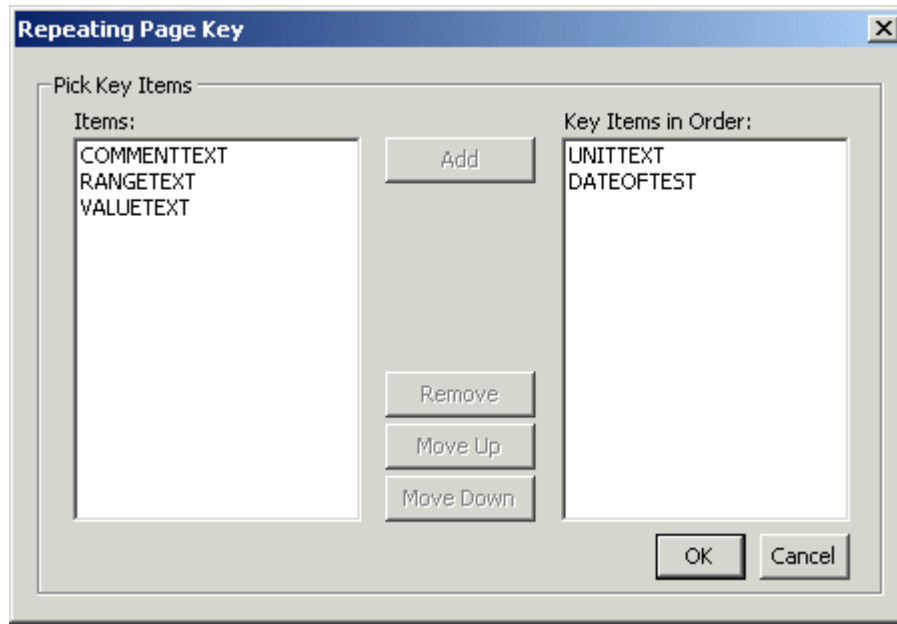 Repeating Page Key
Pick Key Items
Items:
COMMENTTEXT
RANGETEXT
VALUETEXT
Add
Remove
Move Up
Move Down
Key Items in Order:
UNITTEXT
DATEOFTEST
OK
Cancel